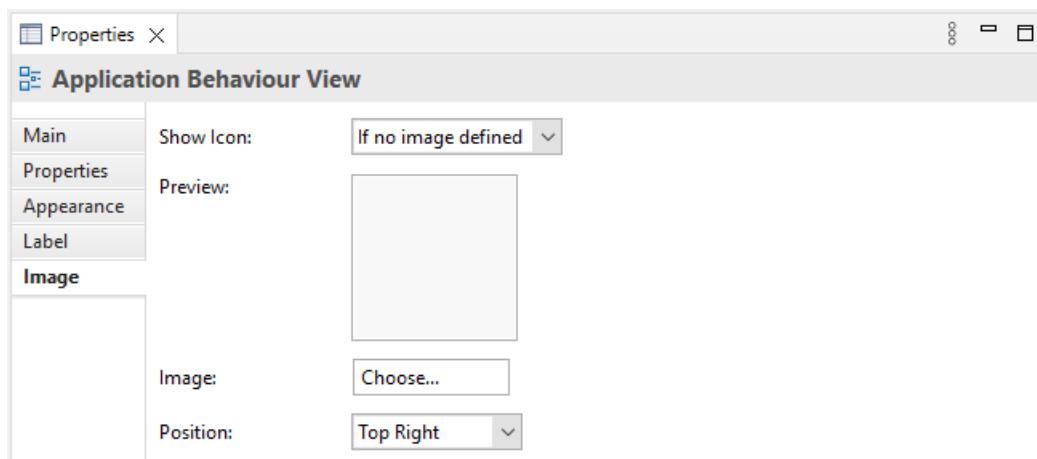 Properties
Application Behaviour View
Main
Properties
Appearance
Label
Image
Show Icon: If no image defined
Preview:
Image: Choose...
Position: Top Right